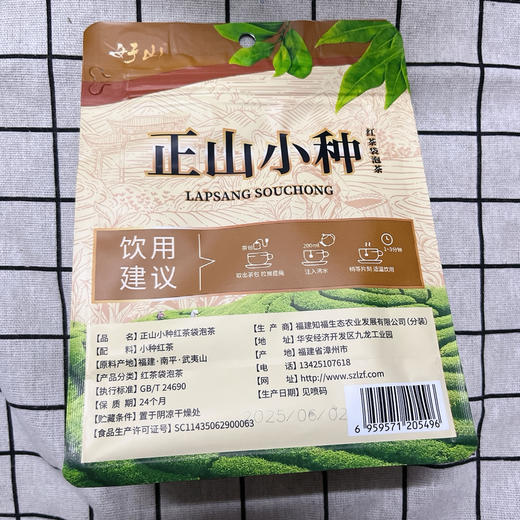 好山
正山小种
红茶袋泡茶
LAPSANG SOUCHONG
饮用
建议
茶包
取出茶包 拉掉提绳
200ml
注入沸水
1-3分钟
稍等片刻 适温饮用
【品    名】正山小种红茶袋泡茶
【配    料】小种红茶
【原料产地】福建·南平·武夷山
【产品分类】红茶袋泡茶
【执行标准】GB/T 24690
【保 质 期】24个月
【贮藏条件】置于阴凉干燥处
【食品生产许可证号】SC11435062900063
【生 产 商】福建知福生态农业发展有限公司(分装)
【地    址】华安经济开发区九龙工业园
【产    地】福建省漳州市
【电    话】13425107618
【网    址】http://www.szlzf.com
【生产日期】见喷码
2025/06/02
6 959571 205496